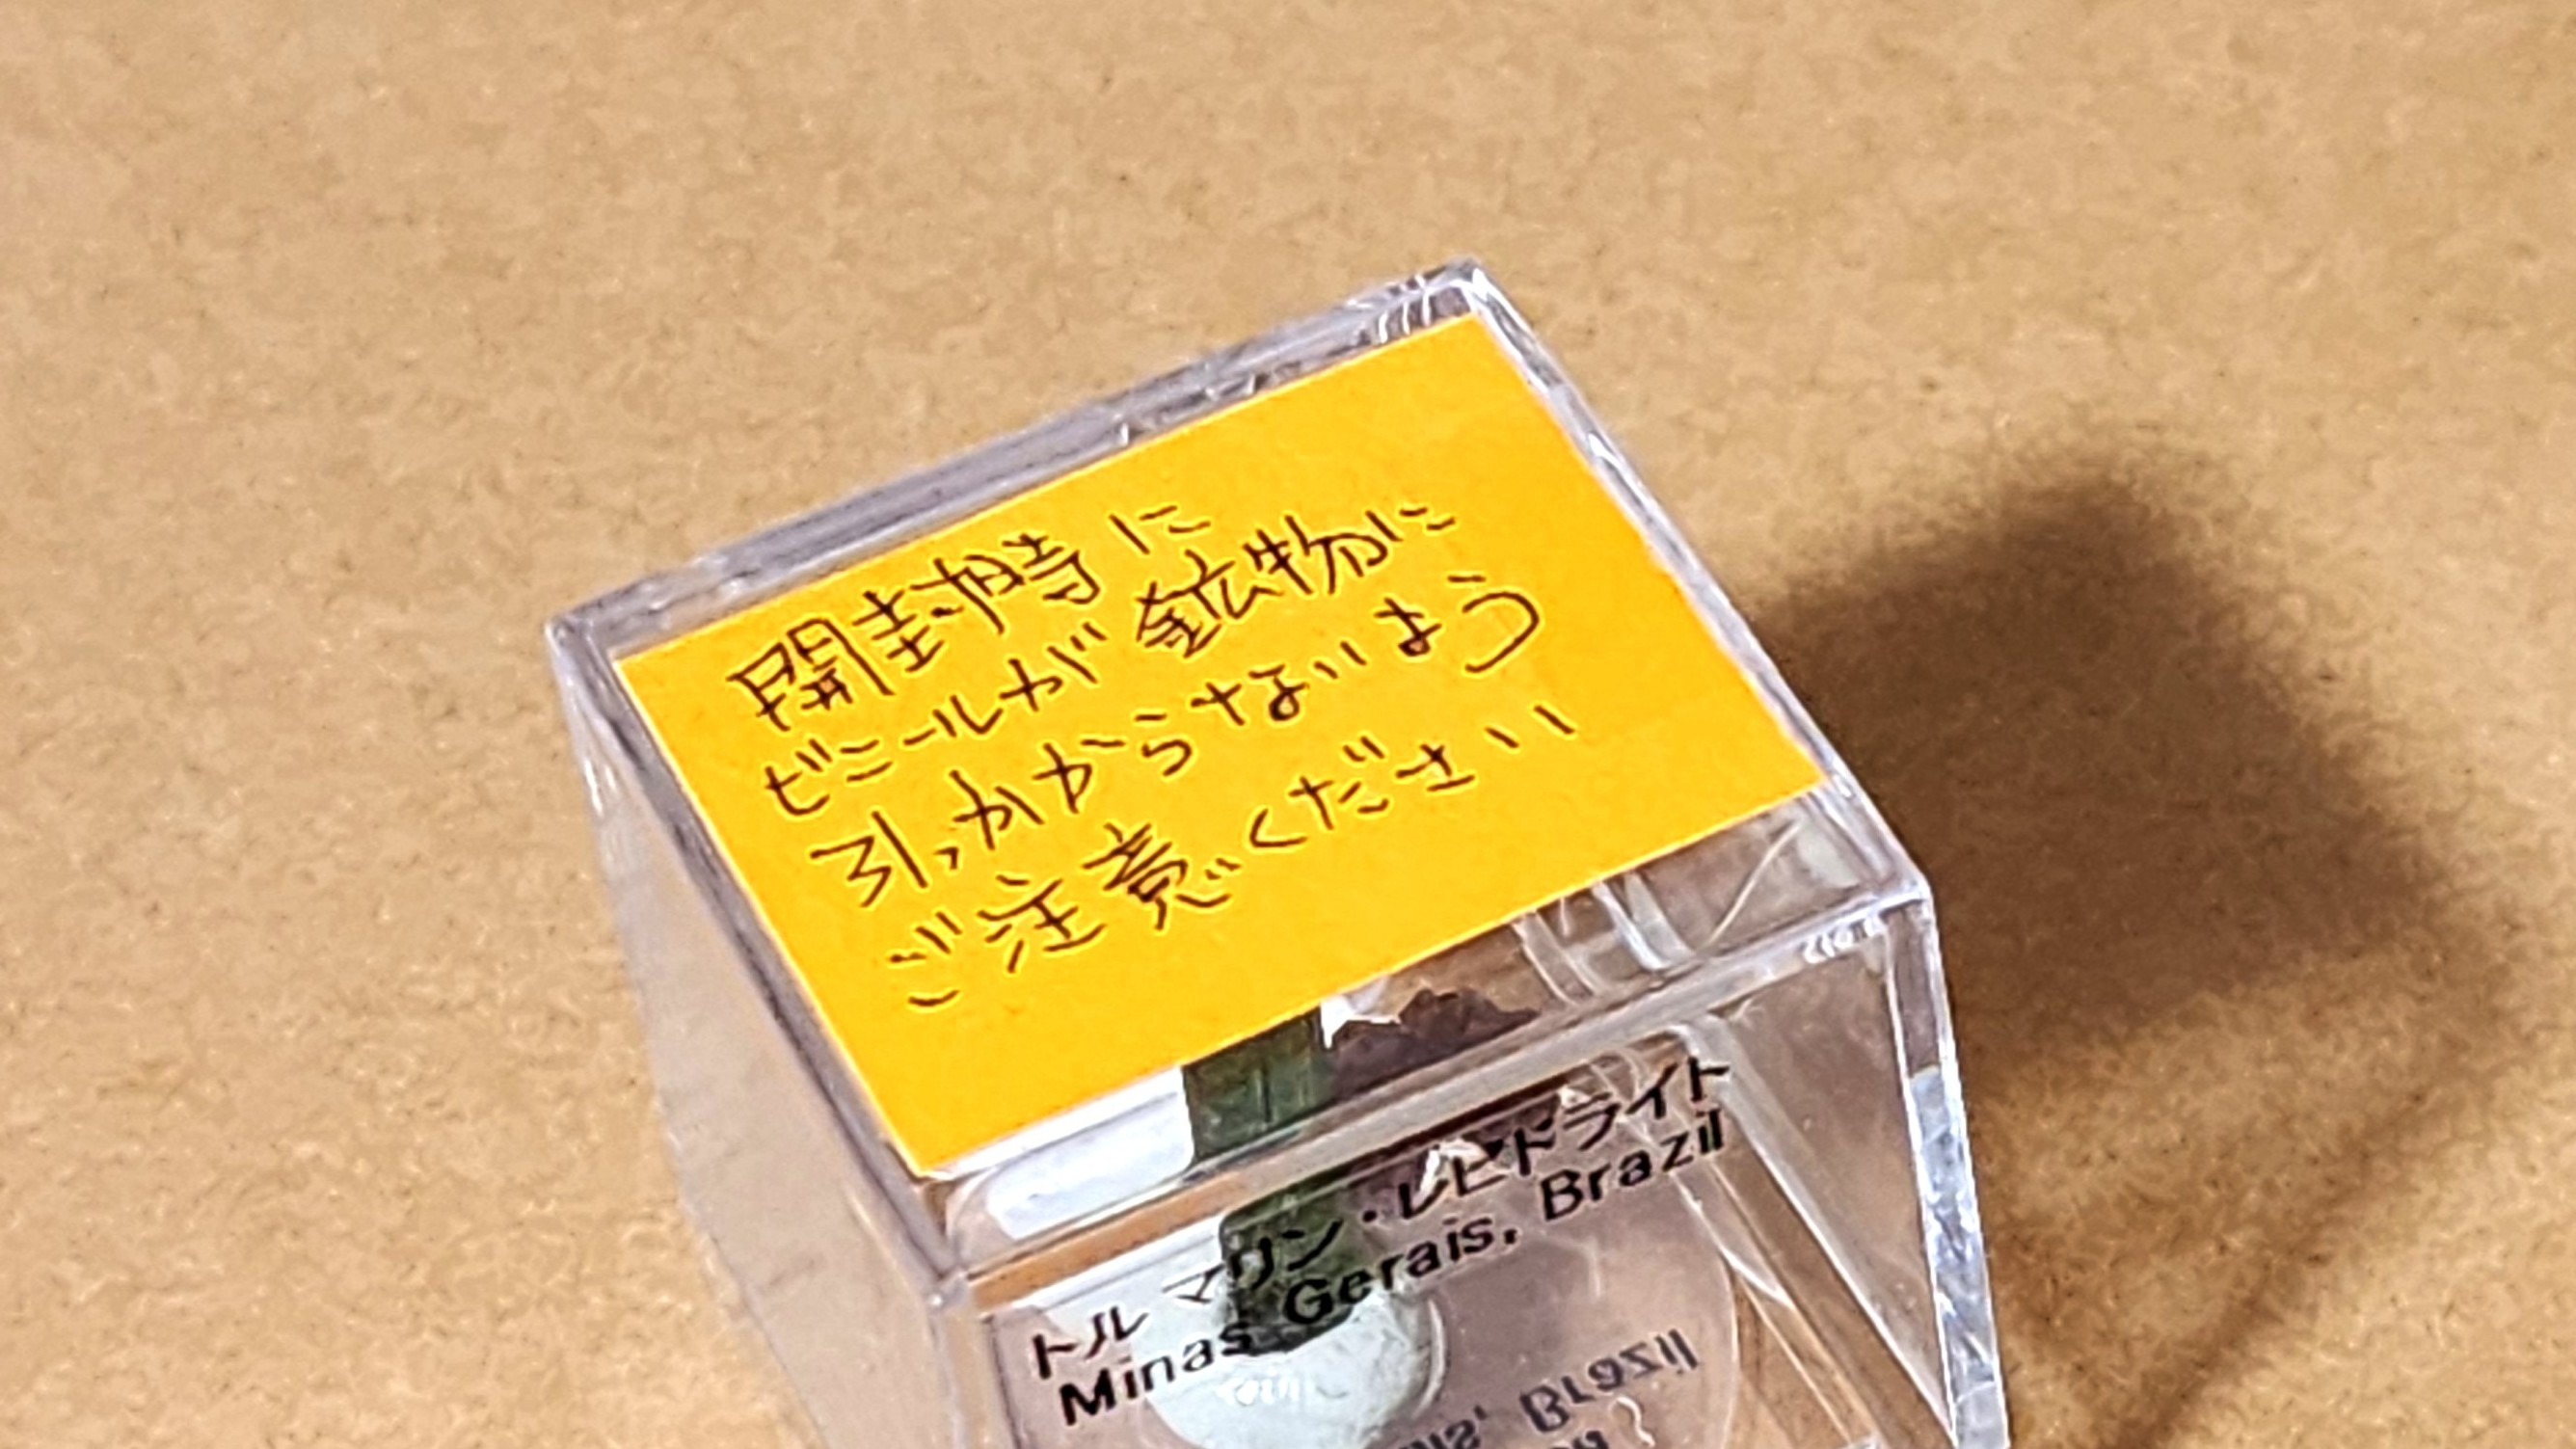 開封時に
ビニールが鉱物に
引っかからないよう
ご注意ください
トルマリン・レピドライト
Minas Gerais, Brazil